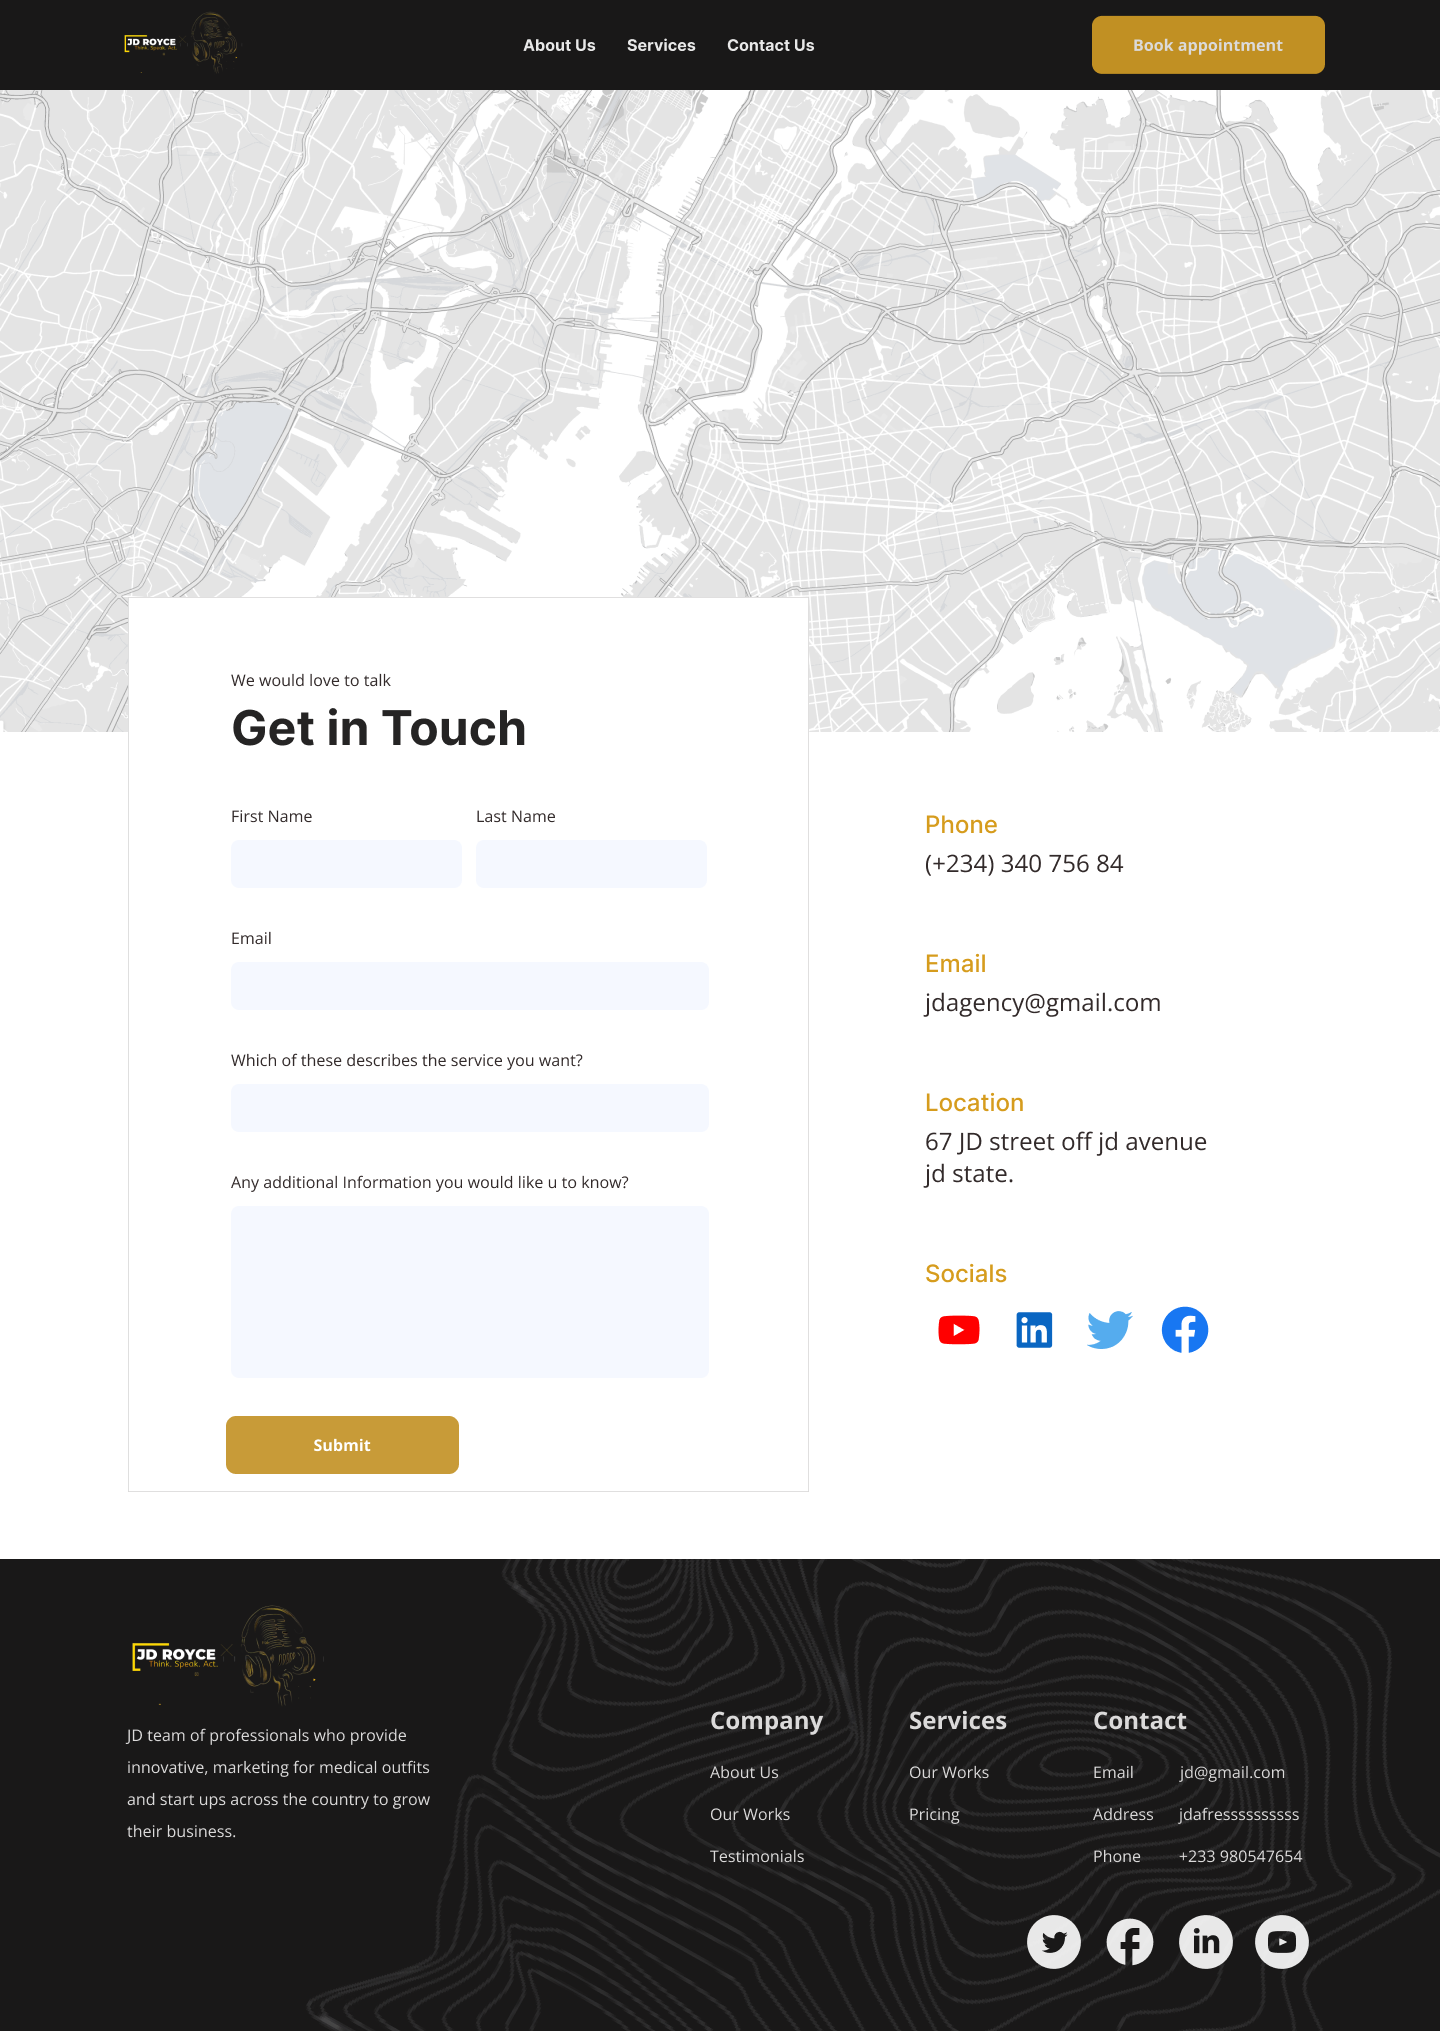 JD ROYCE
Think. Speak. Act.
About Us
Services
Contact Us
Book appointment
We would love to talk
Get in Touch
First Name
Last Name
Email
Which of these describes the service you want?
Any additional Information you would like u to know?
Submit
Phone
(+234) 340 756 84
Email
jdagency@gmail.com
Location
67 JD street off jd avenue
jd state.
Socials
in
JD ROYCE
Think. Speak. Act.
JD team of professionals who provide
innovative, marketing for medical outfits
and start ups across the country to grow
their business.
Company
About Us
Our Works
Testimonials
Services
Our Works
Pricing
Contact
Email jd@gmail.com
Address jdafresssssssssss
Phone +233 980547654
in